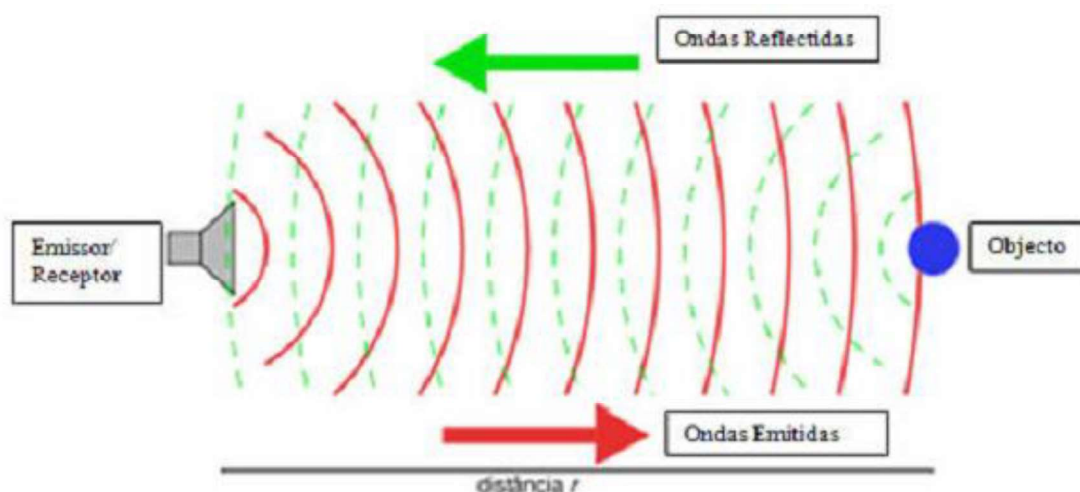 Ondas Reflectidas
Emissor/
Receptor
Objecto
Ondas Emitidas
distância r